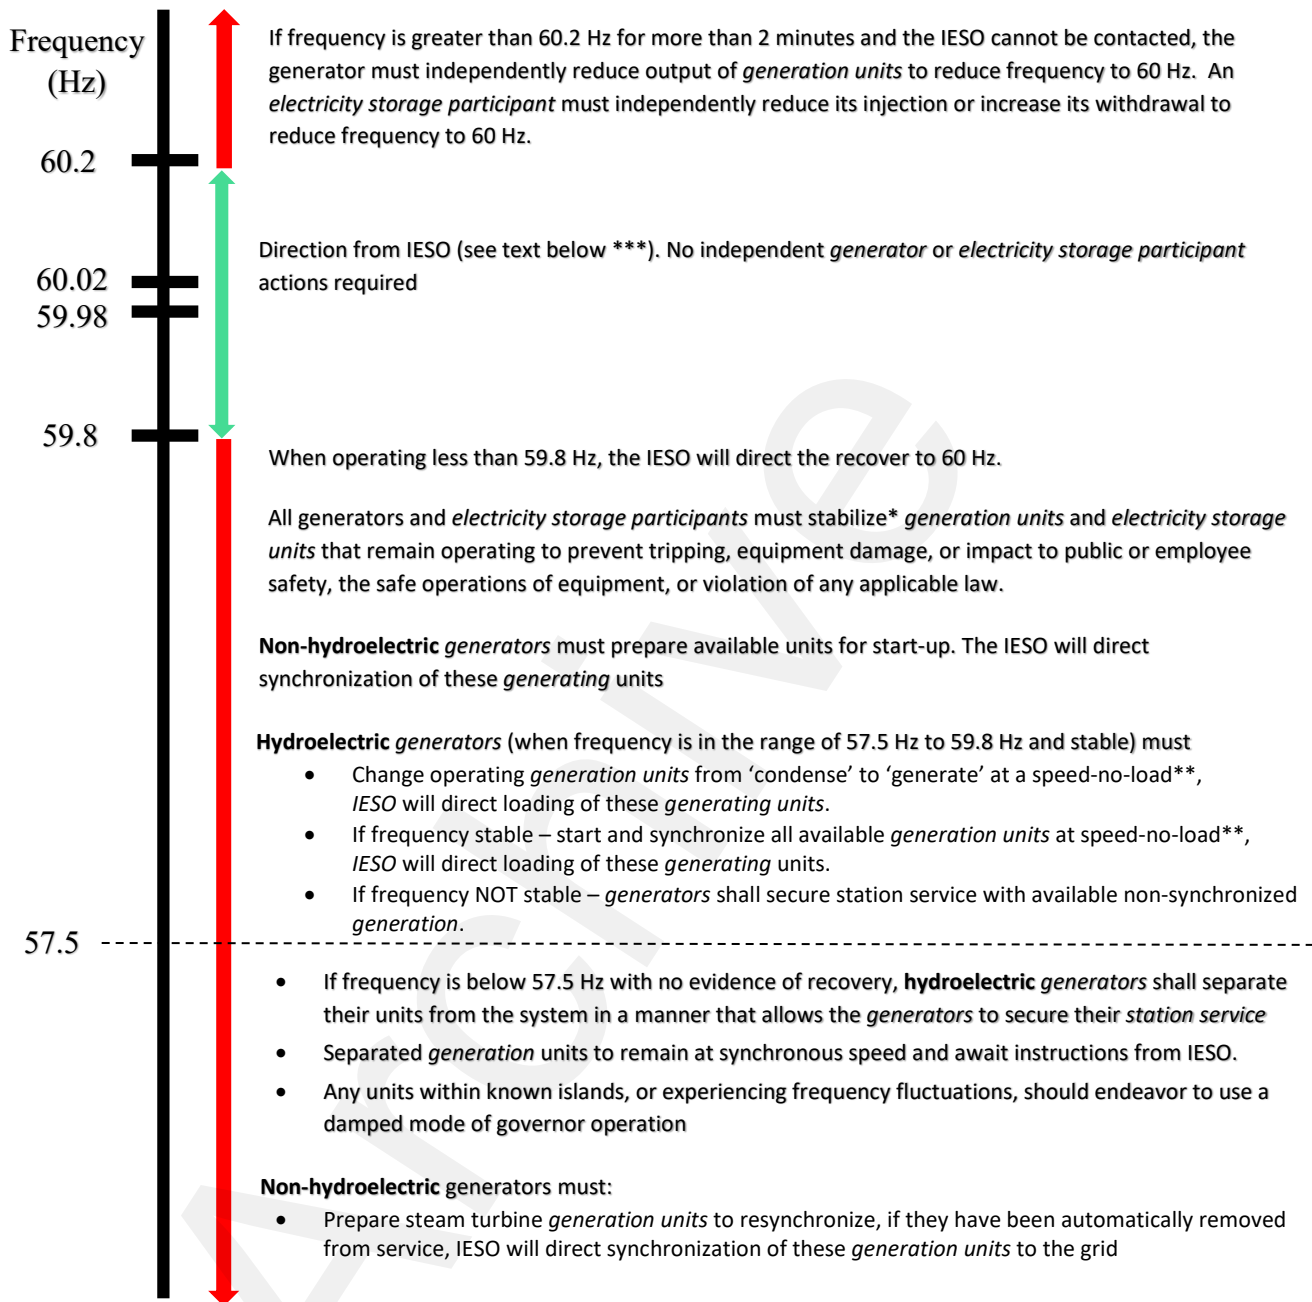 Frequency
(Hz)
If frequency is greater than 60.2 Hz for more than 2 minutes and the IESO cannot be contacted, the
generator must independently reduce output of generation units to reduce frequency to 60 Hz. An
electricity storage participant must independently reduce its injection or increase its withdrawal to
reduce frequency to 60 Hz.
60.2
Direction from IESO (see text below ***). No independent generator or electricity storage participant
actions required
60.02
59.98
59.8
When operating less than 59.8 Hz, the IESO will direct the recover to 60 Hz.
All generators and electricity storage participants must stabilize* generation units and electricity storage
units that remain operating to prevent tripping, equipment damage, or impact to public or employee
safety, the safe operations of equipment, or violation of any applicable law.
Non-hydroelectric generators must prepare available units for start-up. The IESO will direct
synchronization of these generating units
Hydroelectric generators (when frequency is in the range of 57.5 Hz to 59.8 Hz and stable) must
• Change operating generation units from ‘condense’ to ‘generate’ at a speed-no-load**,
IESO will direct loading of these generating units.
• If frequency stable – start and synchronize all available generation units at speed-no-load**,
IESO will direct loading of these generating units.
• If frequency NOT stable – generators shall secure station service with available non-synchronized
generation.
57.5
• If frequency is below 57.5 Hz with no evidence of recovery, hydroelectric generators shall separate
their units from the system in a manner that allows the generators to secure their station service
• Separated generation units to remain at synchronous speed and await instructions from IESO.
• Any units within known islands, or experiencing frequency fluctuations, should endeavor to use a
damped mode of governor operation
Non-hydroelectric generators must:
• Prepare steam turbine generation units to resynchronize, if they have been automatically removed
from service, IESO will direct synchronization of these generation units to the grid
Archive